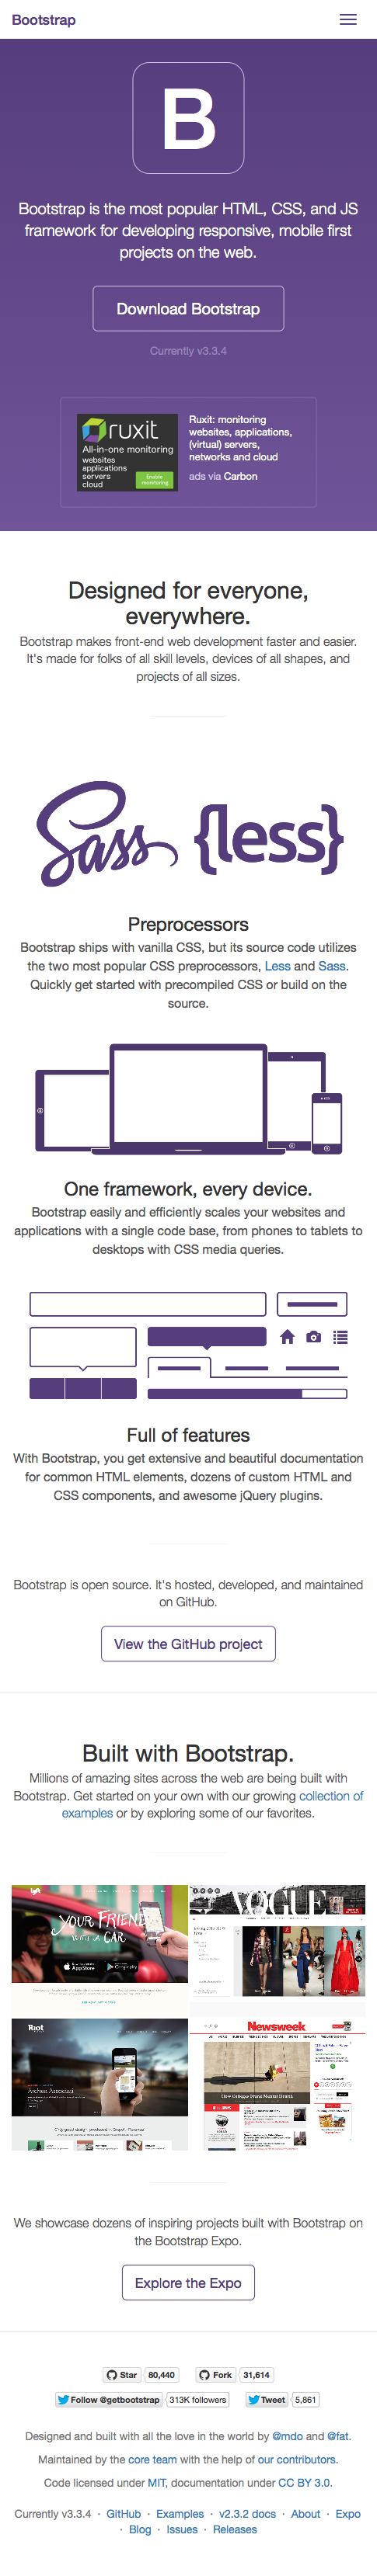 Bootstrap
B
Bootstrap is the most popular HTML, CSS, and JS
framework for developing responsive, mobile first
projects on the web.
Download Bootstrap
Currently v3.3.4
ruxit
All-in-one monitoring
websites
applications
servers
cloud
Enable
monitoring
Ruxit: monitoring
websites, applications,
(virtual) servers,
networks and cloud
ads via Carbon
Designed for everyone,
everywhere.
Bootstrap makes front-end web development faster and easier.
It's made for folks of all skill levels, devices of all shapes, and
projects of all sizes.
Sass {less}
Preprocessors
Bootstrap ships with vanilla CSS, but its source code utilizes
the two most popular CSS preprocessors, Less and Sass.
Quickly get started with precompiled CSS or build on the
source.
One framework, every device.
Bootstrap easily and efficiently scales your websites and
applications with a single code base, from phones to tablets to
desktops with CSS media queries.
Full of features
With Bootstrap, you get extensive and beautiful documentation
for common HTML elements, dozens of custom HTML and
CSS components, and awesome jQuery plugins.
Bootstrap is open source. It's hosted, developed, and maintained
on GitHub.
View the GitHub project
Built with Bootstrap.
Millions of amazing sites across the web are being built with
Bootstrap. Get started on your own with our growing collection of
examples or by exploring some of our favorites.
lyft
YOUR FRIEND
WITH A CAR
VOGUE
Riot
Newsweek
We showcase dozens of inspiring projects built with Bootstrap on
the Bootstrap Expo.
Explore the Expo
Star 80,440 Fork 31,614
Follow @getbootstrap 313K followers Tweet 5,861
Designed and built with all the love in the world by @mdo and @fat.
Maintained by the core team with the help of our contributors.
Code licensed under MIT, documentation under CC BY 3.0.
Currently v3.3.4 · GitHub · Examples · v2.3.2 docs · About · Expo
· Blog · Issues · Releases